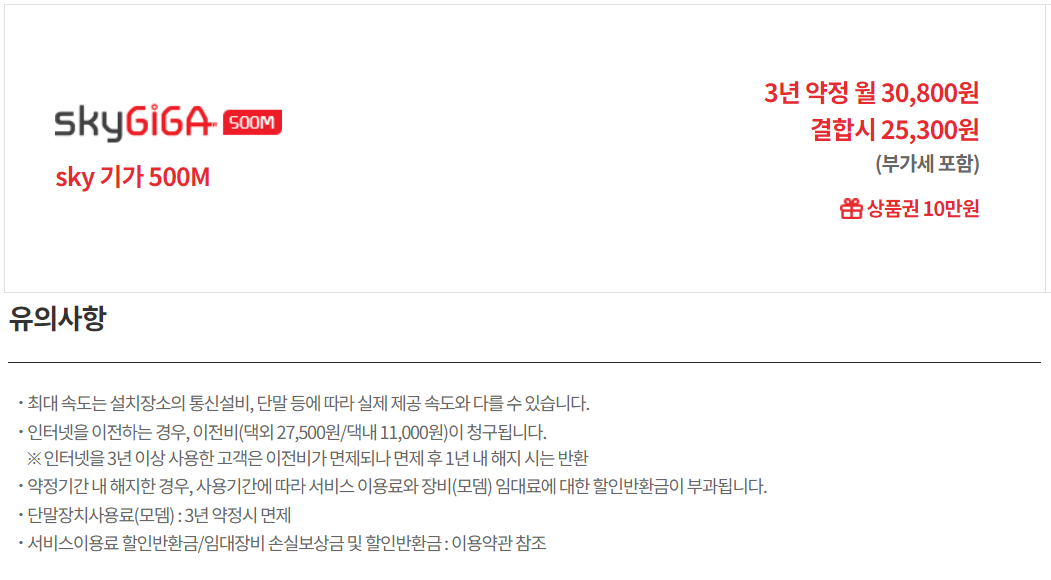 skyGiGA 500M
sky 기가 500M
3년 약정 월 30,800원
결합시 25,300원
(부가세 포함)
상품권 10만원
유의사항
· 최대 속도는 설치장소의 통신설비, 단말 등에 따라 실제 제공 속도와 다를 수 있습니다.
· 인터넷을 이전하는 경우, 이전비(댁외 27,500원/댁내 11,000원)이 청구됩니다.
※ 인터넷을 3년 이상 사용한 고객은 이전비가 면제되나 면제 후 1년 내 해지 시는 반환
· 약정기간 내 해지한 경우, 사용기간에 따라 서비스 이용료와 장비(모뎀) 임대료에 대한 할인반환금이 부과됩니다.
· 단말장치사용료(모뎀) : 3년 약정시 면제
· 서비스이용료 할인반환금/임대장비 손실보상금 및 할인반환금 : 이용약관 참조